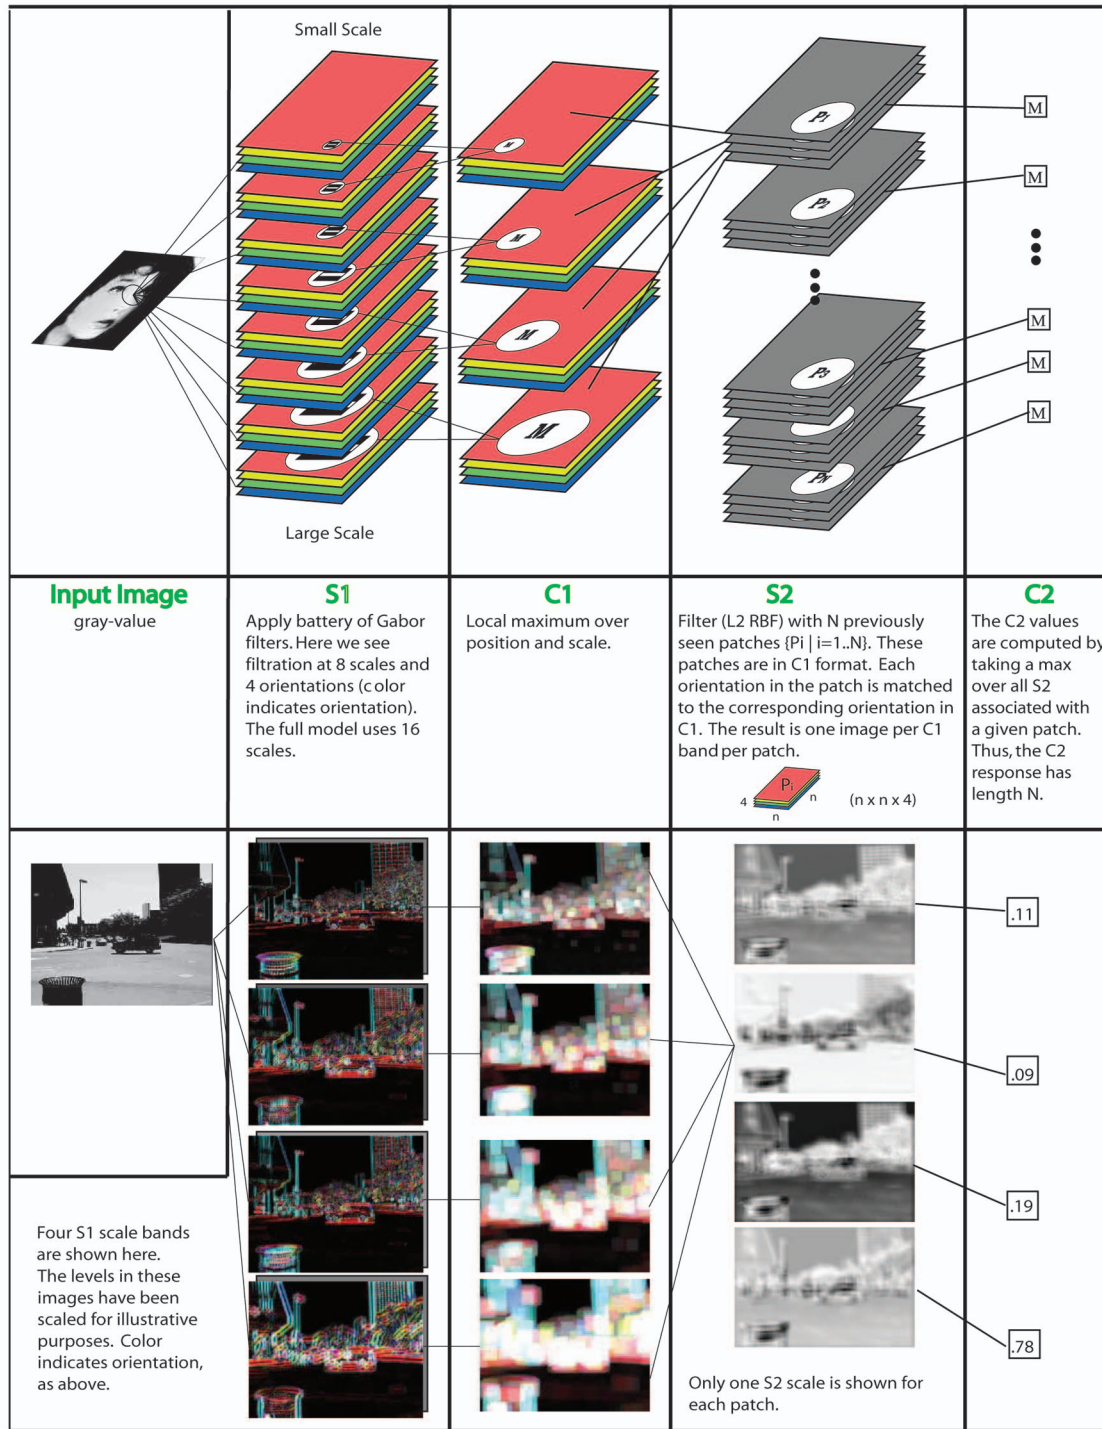 Small Scale
M
M
M
M
Large Scale
P1
P2
P3
PN
M
M
M
M
M
Input Image
gray-value
S1
Apply battery of Gabor
filters. Here we see
filtration at 8 scales and
4 orientations (color
indicates orientation).
The full model uses 16
scales.
C1
Local maximum over
position and scale.
S2
Filter (L2 RBF) with N previously
seen patches {Pi | i=1..N}. These
patches are in C1 format. Each
orientation in the patch is matched
to the corresponding orientation in
C1. The result is one image per C1
band per patch.
Pi
4
n
n
(n x n x 4)
C2
The C2 values
are computed by
taking a max
over all S2
associated with
a given patch.
Thus, the C2
response has
length N.
Four S1 scale bands
are shown here.
The levels in these
images have been
scaled for illustrative
purposes. Color
indicates orientation,
as above.
Only one S2 scale is shown for
each patch.
.11
.09
.19
.78